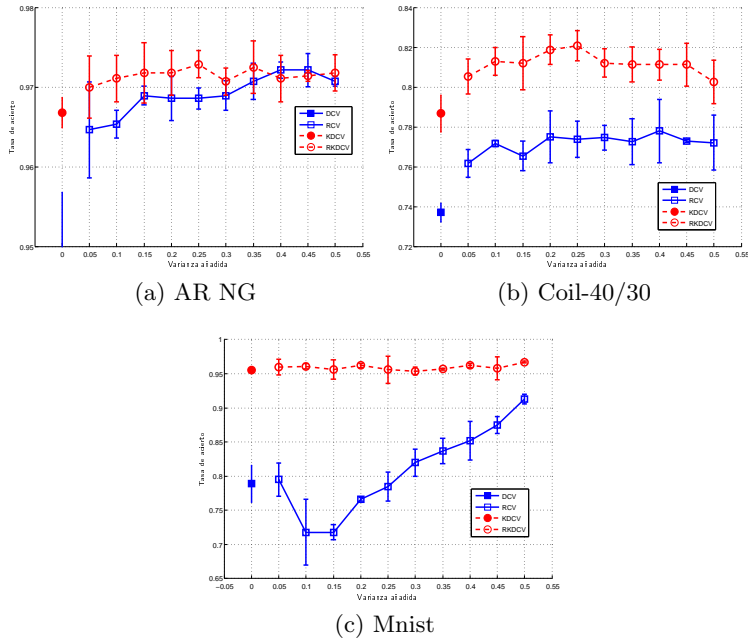 0.98
0.97
0.96
0.95
Tasa de acierto
0 0.05 0.1 0.15 0.2 0.25 0.3 0.35 0.4 0.45 0.5
Varianza añadida
DCV
RCV
KDCV
RKDCV
(a) AR NG
0.84
0.82
0.8
0.78
0.76
0.74
0.72
Tasa de acierto
0 0.05 0.1 0.15 0.2 0.25 0.3 0.35 0.4 0.45 0.5 0.55
Varianza añadida
DCV
RCV
KDCV
RKDCV
(b) Coil-40/30
1
0.95
0.9
0.85
0.8
0.75
0.7
0.65
Tasa de acierto
−0.05 0 0.05 0.1 0.15 0.2 0.25 0.3 0.35 0.4 0.45 0.5 0.55
Varianza añadida
DCV
RCV
KDCV
RKDCV
(c) Mnist